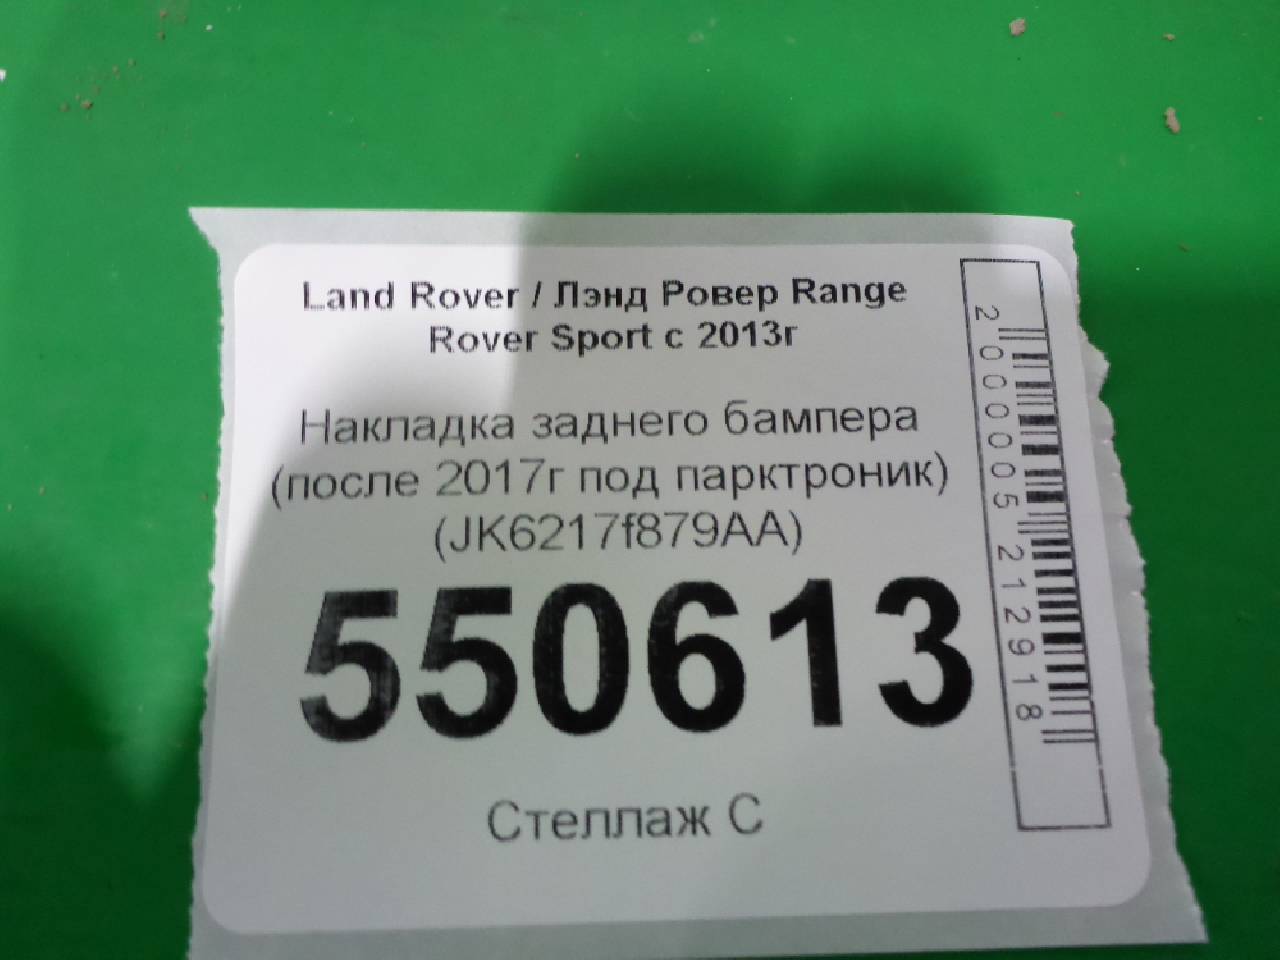 Land Rover / Лэнд Ровер Range
Rover Sport с 2013г
Накладка заднего бампера
(после 2017г под парктроник)
(JK6217f879AA)
550613
Стеллаж С
2000005212918